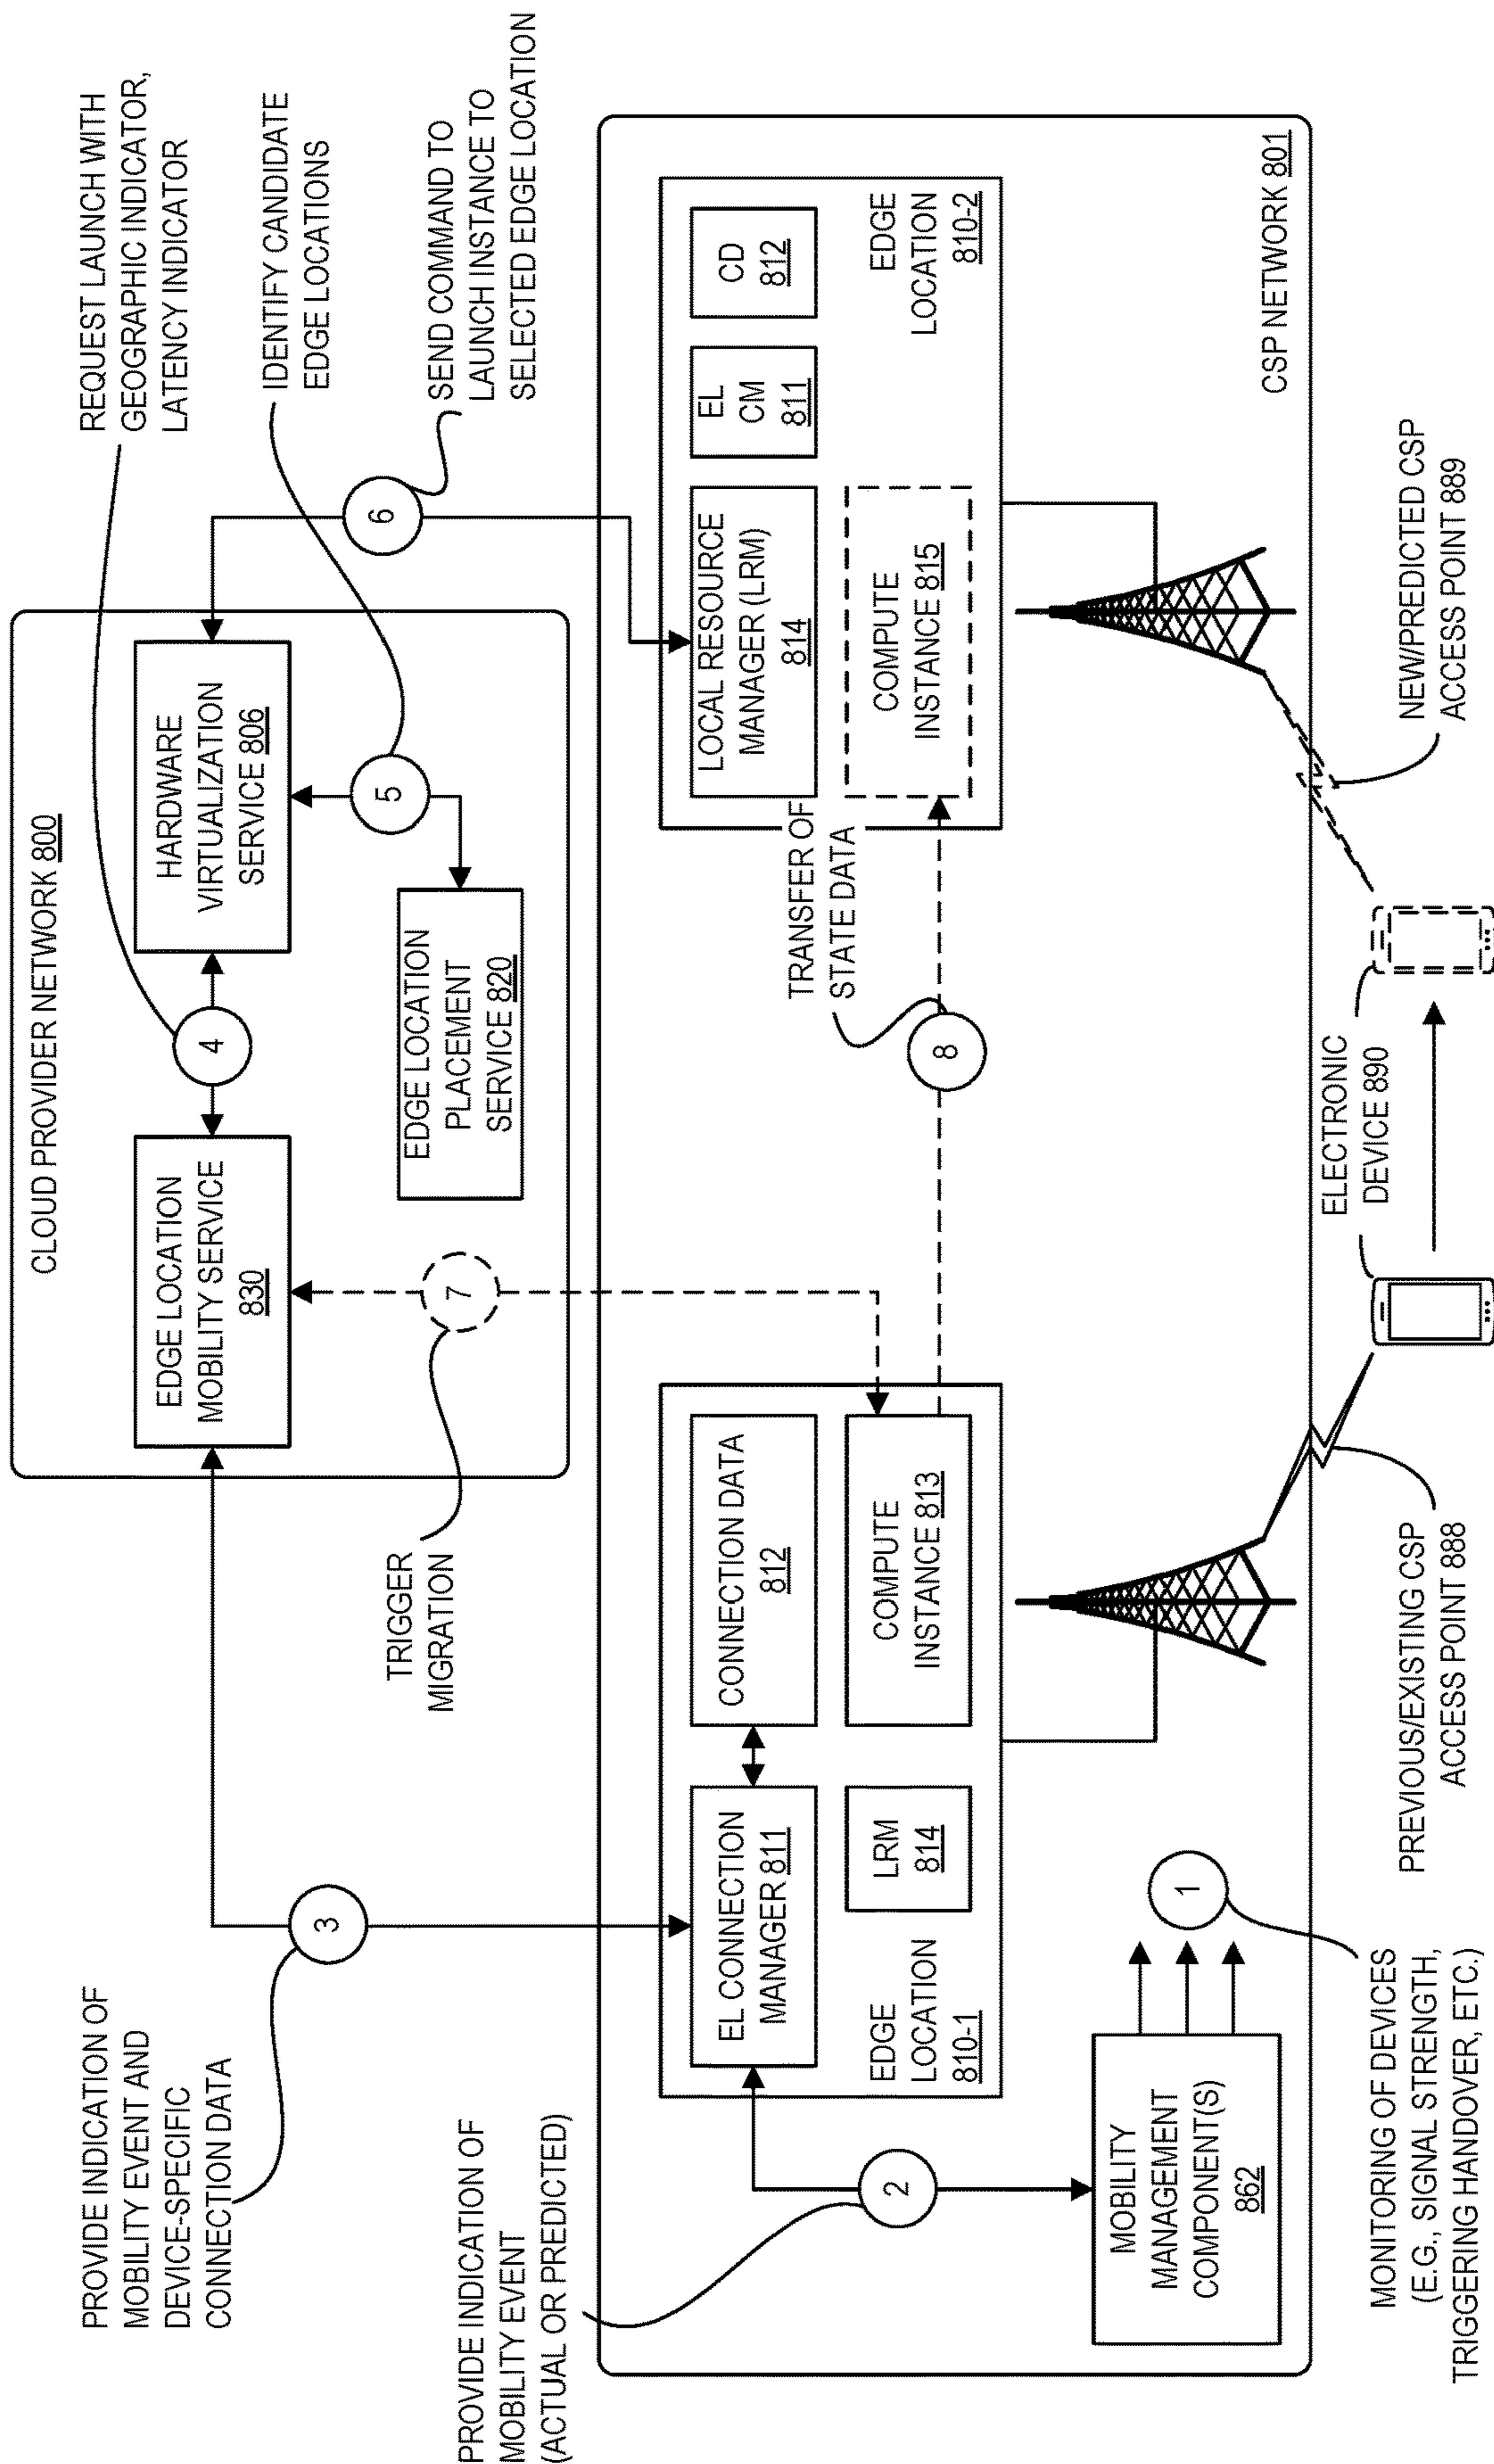 CLOUD PROVIDER NETWORK 800
REQUEST LAUNCH WITH
GEOGRAPHIC INDICATOR,
LATENCY INDICATOR
IDENTIFY CANDIDATE
EDGE LOCATIONS
SEND COMMAND TO
LAUNCH INSTANCE TO
SELECTED EDGE LOCATION
EDGE LOCATION
MOBILITY SERVICE
830
4
HARDWARE
VIRTUALIZATION
SERVICE 806
5
EDGE LOCATION
PLACEMENT
SERVICE 820
6
7
TRIGGER
MIGRATION
PROVIDE INDICATION OF
MOBILITY EVENT AND
DEVICE-SPECIFIC
CONNECTION DATA
3
PROVIDE INDICATION OF
MOBILITY EVENT
(ACTUAL OR PREDICTED)
2
EL CONNECTION
MANAGER 811
CONNECTION DATA
812
LRM
814
COMPUTE
INSTANCE 813
EDGE
LOCATION
810-1
TRANSFER OF
STATE DATA
8
LOCAL RESOURCE
MANAGER (LRM)
814
EL
CM
811
CD
812
COMPUTE
INSTANCE 815
EDGE
LOCATION
810-2
MOBILITY
MANAGEMENT
COMPONENT(S)
862
1
CSP NETWORK 801
MONITORING OF DEVICES
(E.G., SIGNAL STRENGTH,
TRIGGERING HANDOVER, ETC.)
PREVIOUS/EXISTING CSP
ACCESS POINT 888
ELECTRONIC
DEVICE 890
NEW/PREDICTED CSP
ACCESS POINT 889